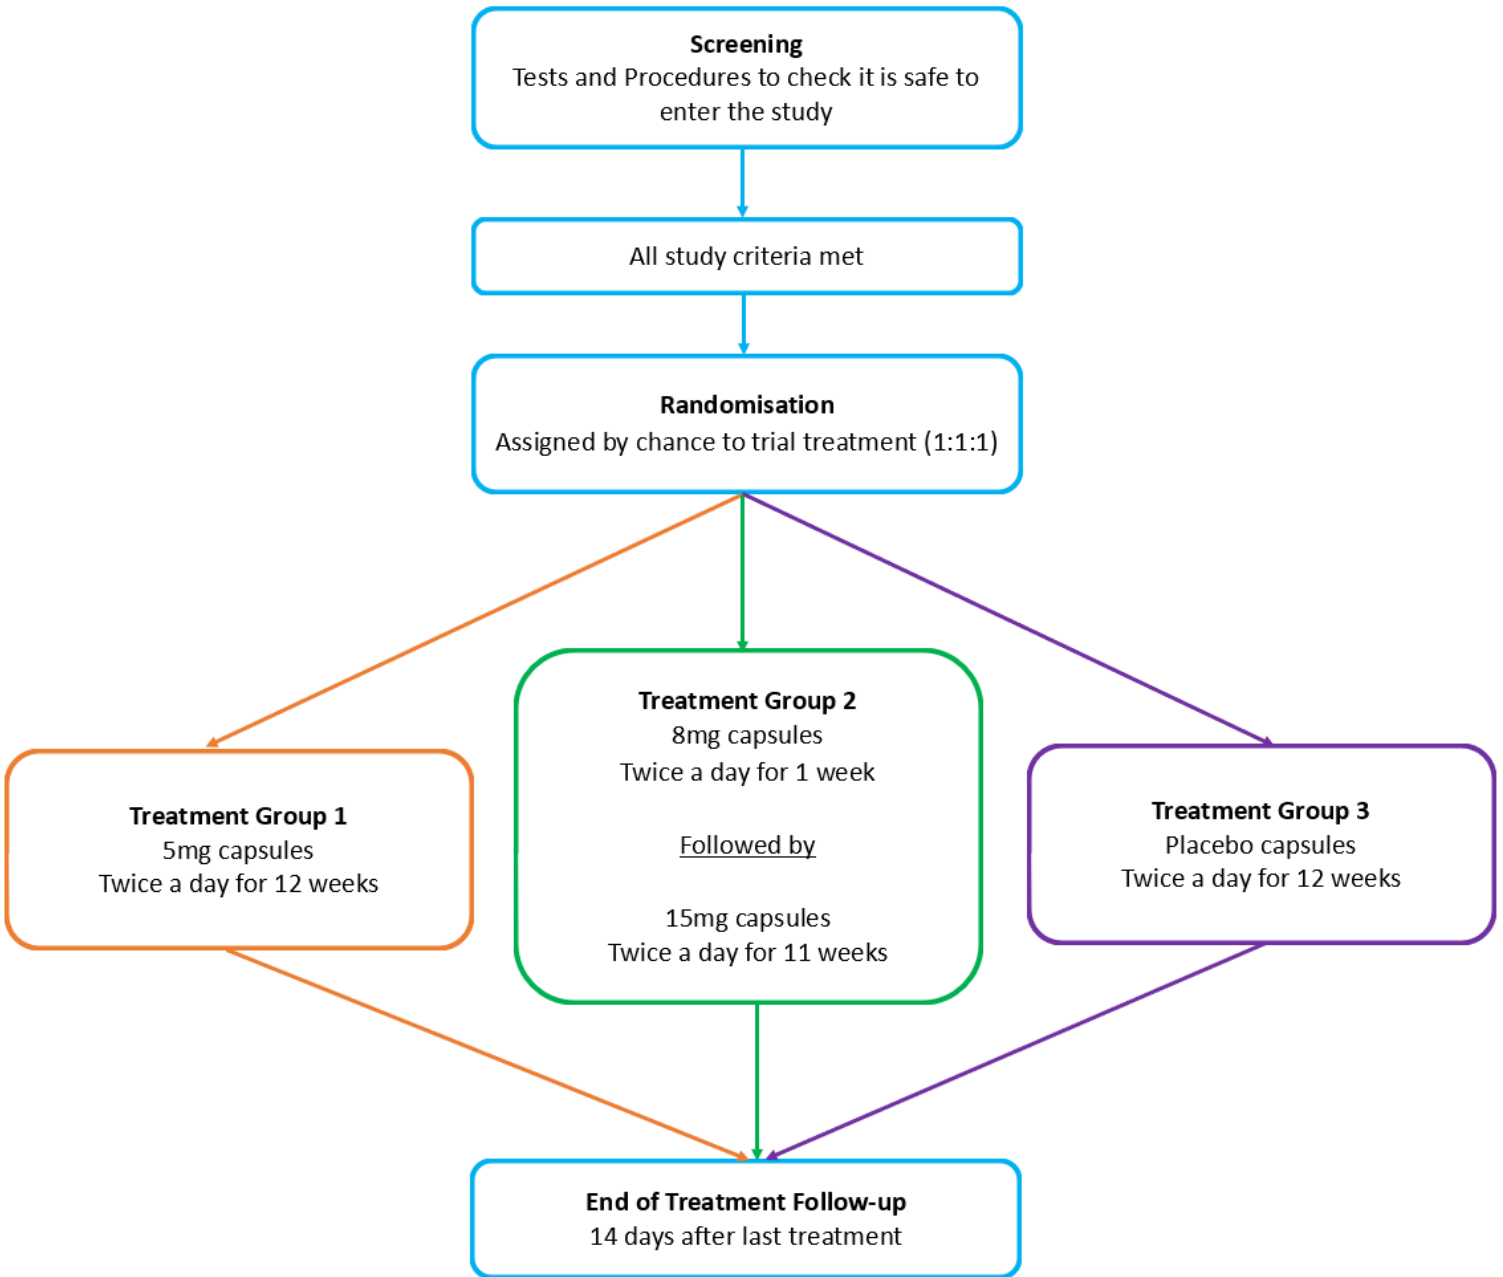 Screening
Tests and Procedures to check it is safe to
enter the study
All study criteria met
Randomisation
Assigned by chance to trial treatment (1:1:1)
Treatment Group 1
5mg capsules
Twice a day for 12 weeks
Treatment Group 2
8mg capsules
Twice a day for 1 week
Followed by
15mg capsules
Twice a day for 11 weeks
Treatment Group 3
Placebo capsules
Twice a day for 12 weeks
End of Treatment Follow-up
14 days after last treatment